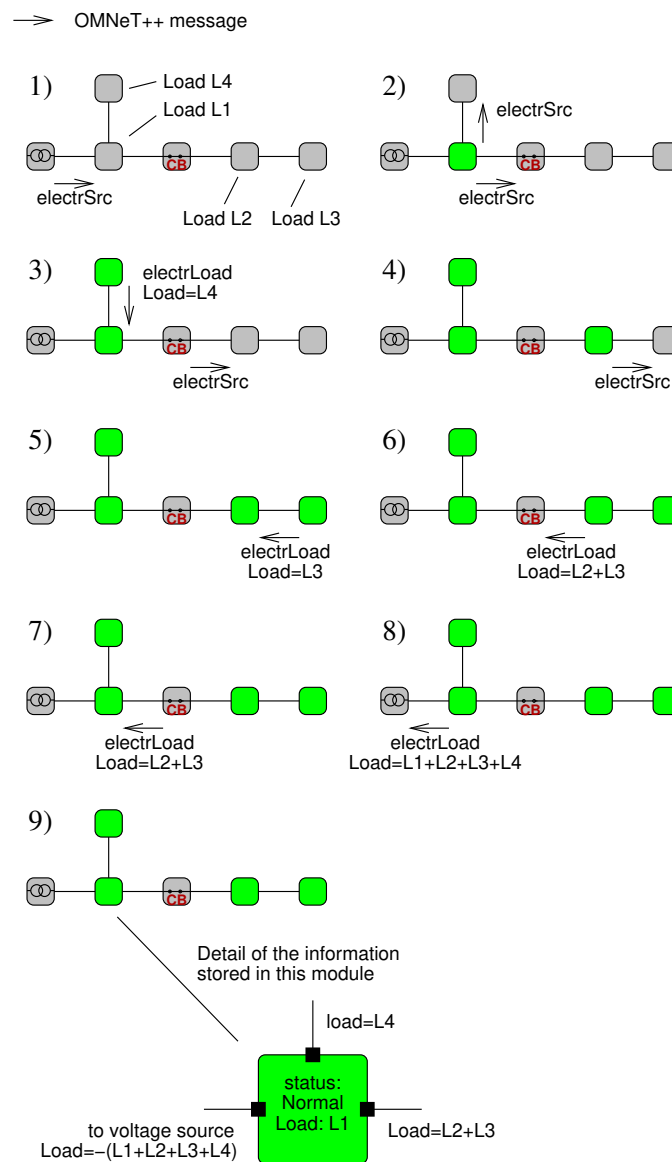 OMNeT++ message
1)
Load L4
Load L1
CB
electrSrc
Load L2
Load L3
2)
electrSrc
CB
electrSrc
3)
electrLoad
Load=L4
CB
electrSrc
4)
CB
electrSrc
5)
CB
electrLoad
Load=L3
6)
CB
electrLoad
Load=L2+L3
7)
CB
electrLoad
Load=L2+L3
8)
CB
electrLoad
Load=L1+L2+L3+L4
9)
CB
Detail of the information
stored in this module
load=L4
status:
Normal
Load: L1
to voltage source
Load=−(L1+L2+L3+L4)
Load=L2+L3